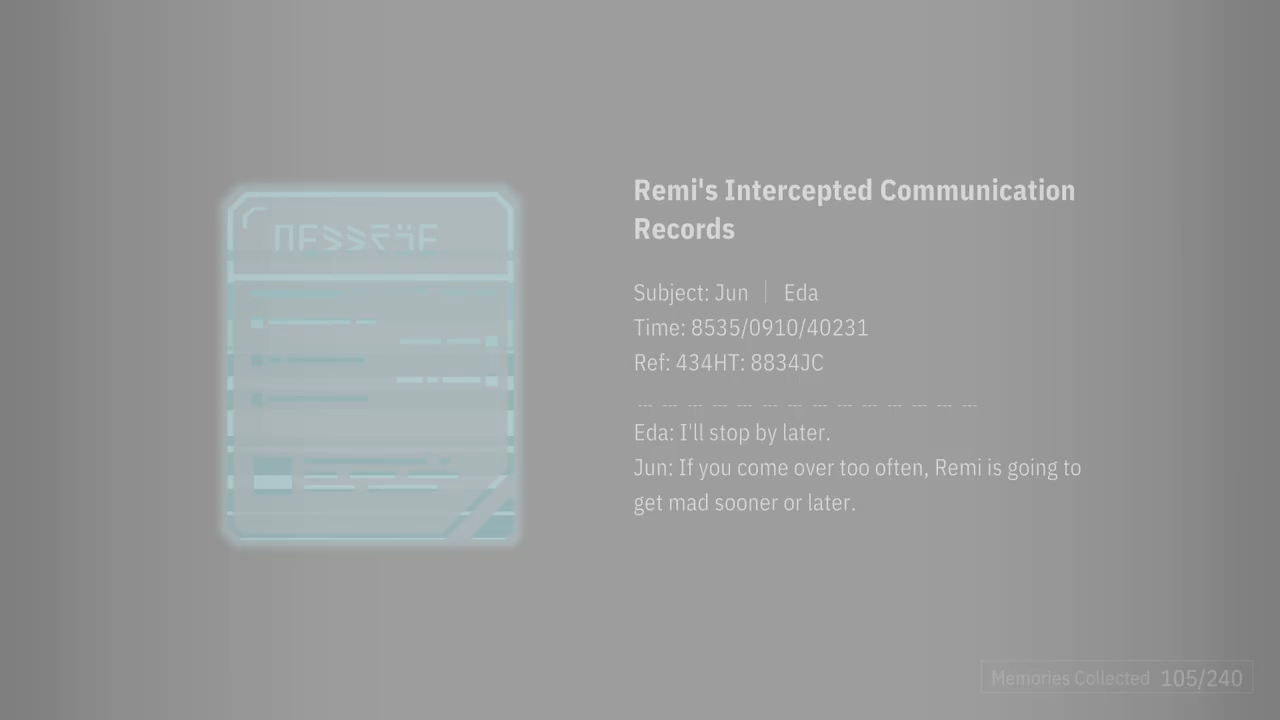 Remi's Intercepted Communication
Records
Subject: Jun | Eda
Time: 8535/0910/40231
Ref: 434HT: 8834JC
--- --- --- --- --- --- --- --- --- --- --- --- --- ---
Eda: I'll stop by later.
Jun: If you come over too often, Remi is going to
get mad sooner or later.
Memories Collected 105/240